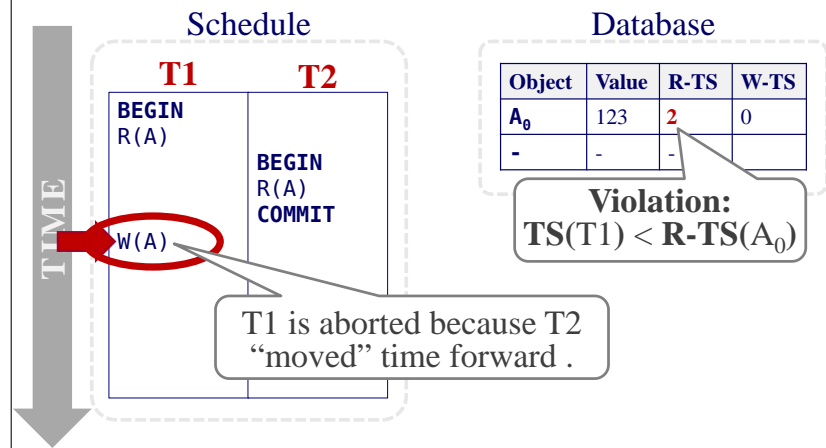 Schedule
Database
T1
T2
Object Value R-TS W-TS
A₀ 123 2 0
- - -
BEGIN
R(A)
BEGIN
R(A)
COMMIT
W(A)
TIME
Violation:
TS(T1) < R-TS(A₀)
T1 is aborted because T2
“moved” time forward .